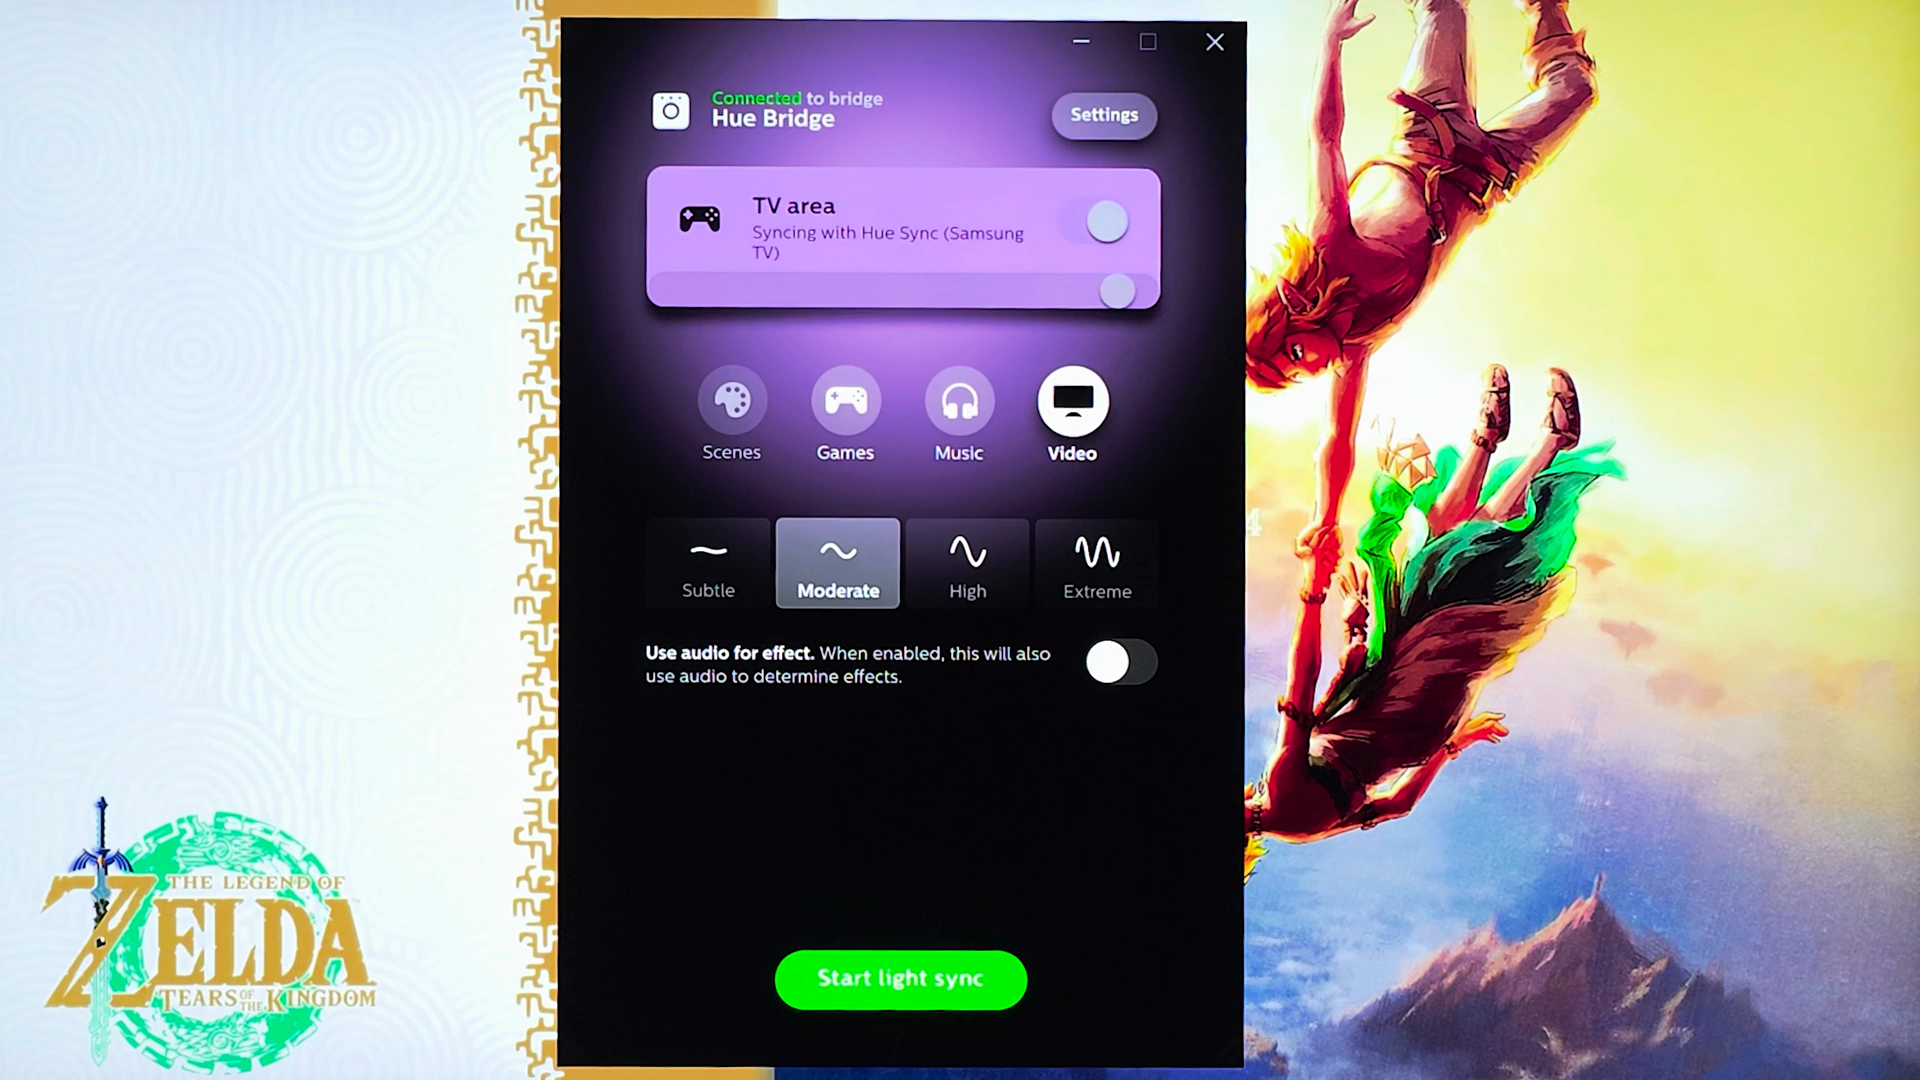 Connected to bridge
Hue Bridge
Settings
TV area
Syncing with Hue Sync (Samsung
TV)
Scenes
Games
Music
Video
Subtle
Moderate
High
Extreme
Use audio for effect. When enabled, this will also
use audio to determine effects.
Start light sync
4
THE LEGEND OF
ZELDA
TEARS OF THE KINGDOM